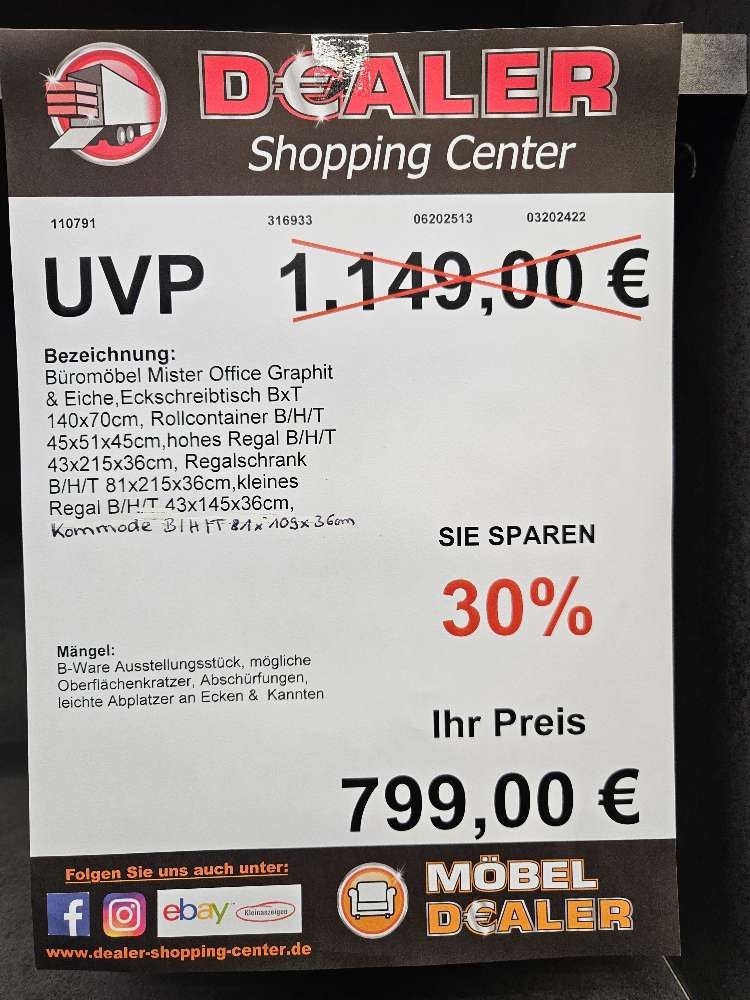 D€ALER
Shopping Center
110791 316933 06202513 03202422
UVP 1.149,00 €
Bezeichnung:
Büromöbel Mister Office Graphit
& Eiche,Eckschreibtisch BxT
140x70cm, Rollcontainer B/H/T
45x51x45cm,hohes Regal B/H/T
43x215x36cm, Regalschrank
B/H/T 81x215x36cm,kleines
Regal B/H/T 43x145x36cm,
Kommode B/H/T 81x109x36cm
SIE SPAREN
30%
Mängel:
B-Ware Ausstellungsstück, mögliche
Oberflächenkratzer, Abschürfungen,
leichte Abplatzer an Ecken & Kannten
Ihr Preis
799,00 €
Folgen Sie uns auch unter:
f ebay Kleinanzeigen
www.dealer-shopping-center.de
MÖBEL
D€ALER